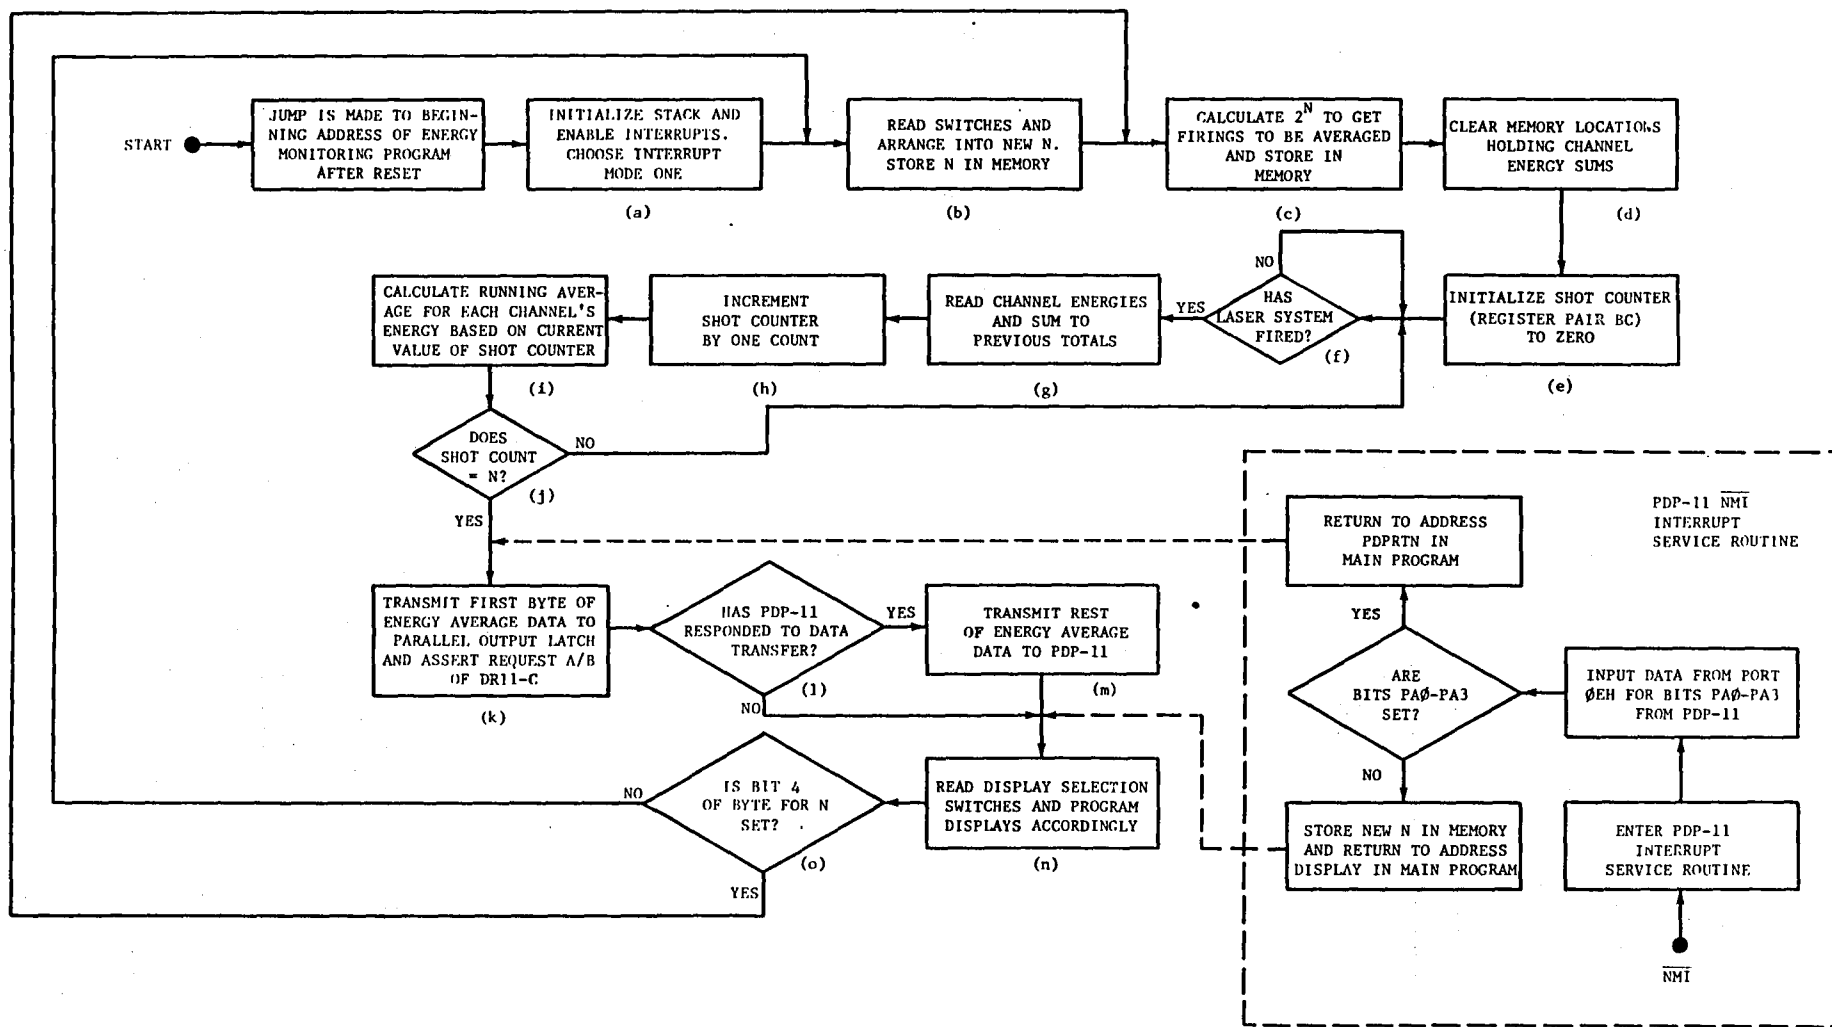 START
JUMP IS MADE TO BEGIN-
NING ADDRESS OF ENERGY
MONITORING PROGRAM
AFTER RESET
INITIALIZE STACK AND
ENABLE INTERRUPTS.
CHOOSE INTERRUPT
MODE ONE
(a)
READ SWITCHES AND
ARRANGE INTO NEW N.
STORE N IN MEMORY
(b)
CALCULATE 2^N TO GET
FIRINGS TO BE AVERAGED
AND STORE IN
MEMORY
(c)
CLEAR MEMORY LOCATIONS
HOLDING CHANNEL
ENERGY SUMS
(d)
INITIALIZE SHOT COUNTER
(REGISTER PAIR BC)
TO ZERO
(e)
NO
HAS
LASER SYSTEM
FIRED?
(f)
YES
READ CHANNEL ENERGIES
AND SUM TO
PREVIOUS TOTALS
(g)
INCREMENT
SHOT COUNTER
BY ONE COUNT
(h)
CALCULATE RUNNING AVER-
AGE FOR EACH CHANNEL'S
ENERGY BASED ON CURRENT
VALUE OF SHOT COUNTER
(i)
DOES
SHOT COUNT
= N?
(j)
NO
YES
TRANSMIT FIRST BYTE OF
ENERGY AVERAGE DATA TO
PARALLEL OUTPUT LATCH
AND ASSERT REQUEST A/B
OF DR11-C
(k)
HAS PDP-11
RESPONDED TO DATA
TRANSFER?
(l)
YES
NO
TRANSMIT REST
OF ENERGY AVERAGE
DATA TO PDP-11
(m)
READ DISPLAY SELECTION
SWITCHES AND PROGRAM
DISPLAYS ACCORDINGLY
(n)
IS BIT 4
OF BYTE FOR N
SET?
(o)
NO
YES
PDP-11 N̅M̅I̅
INTERRUPT
SERVICE ROUTINE
RETURN TO ADDRESS
PDPRTN IN
MAIN PROGRAM
YES
ARE
BITS PAØ-PA3
SET?
NO
INPUT DATA FROM PORT
ØEH FOR BITS PAØ-PA3
FROM PDP-11
STORE NEW N IN MEMORY
AND RETURN TO ADDRESS
DISPLAY IN MAIN PROGRAM
ENTER PDP-11
INTERRUPT
SERVICE ROUTINE
N̅M̅I̅